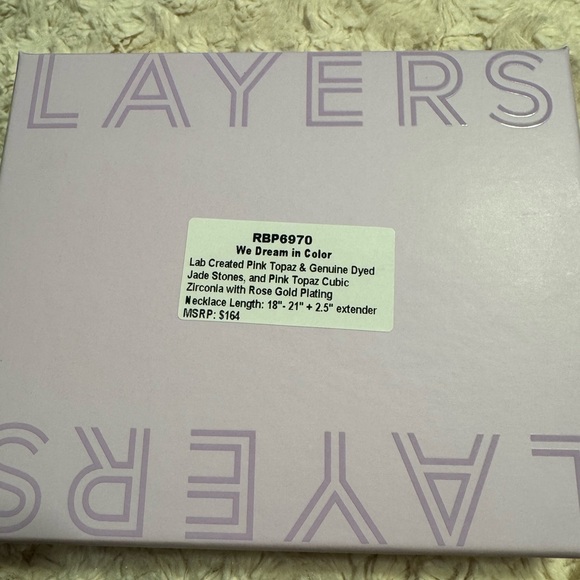 LAYERS
RBP6970
We Dream in Color
Lab Created Pink Topaz & Genuine Dyed
Jade Stones, and Pink Topaz Cubic
Zirconia with Rose Gold Plating
Necklace Length: 18"- 21" + 2.5" extender
MSRP: $164
LAYERS